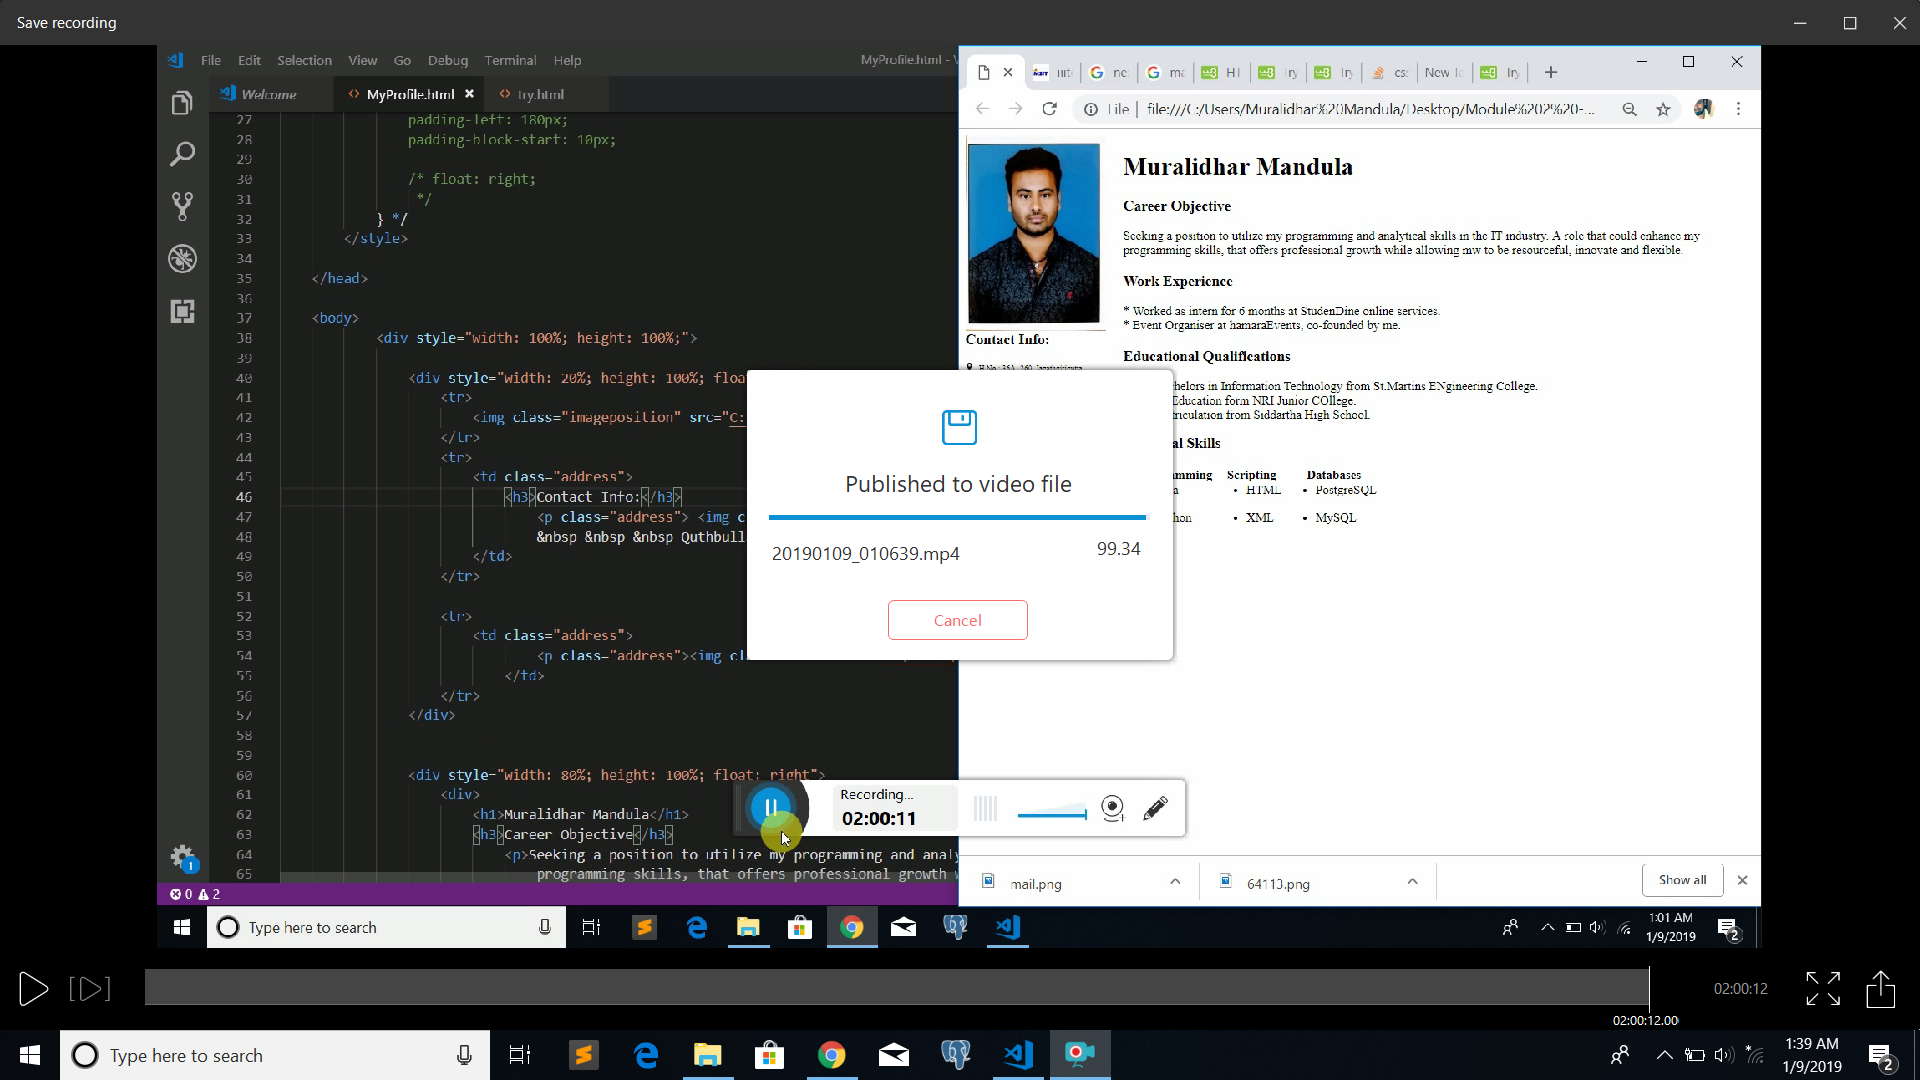 Save recording
File Edit Selection View Go Debug Terminal Help
MyProfile.html - V
Welcome
MyProfile.html
try.html
27 padding-left: 180px;
28 padding-block-start: 10px;
29
30 /* float: right;
31 */
32 } */
33 </style>
34
35 </head>
36
37 <body>
38 <div style="width: 100%; height: 100%;">
39
40 <div style="width: 20%; height: 100%; floa
41 <tr>
42 <img class="imageposition" src="C:
43 </tr>
44 <tr>
45 <td class="address">
46 <h3>Contact Info:</h3>
47 <p class="address"> <img c
48 &nbsp &nbsp &nbsp Quthbull
49 </td>
50 </tr>
51
52 <tr>
53 <td class="address">
54 <p class="address"><img cl
55 </td>
56 </tr>
57 </div>
58
59
60 <div style="width: 80%; height: 100%; float: right">
61 <div>
62 <h1>Muralidhar Mandula</h1>
63 <h3>Career Objective</h3>
64 <p>Seeking a position to utilize my programming and analy
65 programming skills, that offers professional growth w
0 2
New
File
file:///C:/Users/Muralidhar%20Mandula/Desktop/Module%202%20-...
Muralidhar Mandula
Career Objective
Seeking a position to utilize my programming and analytical skills in the IT industry. A role that could enhance my
programming skills, that offers professional growth while allowing mw to be resourceful, innovate and flexible.
Work Experience
* Worked as intern for 6 months at StudenDine online services.
* Event Organiser at hamaraEvents, co-founded by me.
Contact Info:
Educational Qualifications
chelors in Information Technology from St.Martins ENgineering College.
Education form NRI Junior COllege.
triculation from Siddartha High School.
al Skills
mming Scripting Databases
a • HTML • PostgreSQL
hon • XML • MySQL
Published to video file
20190109_010639.mp4
99.34
Cancel
Recording...
02:00:11
mail.png
64113.png
Show all
Type here to search
1:01 AM
1/9/2019
2
02:00:12
02:00:12.00
Type here to search
1:39 AM
1/9/2019
2